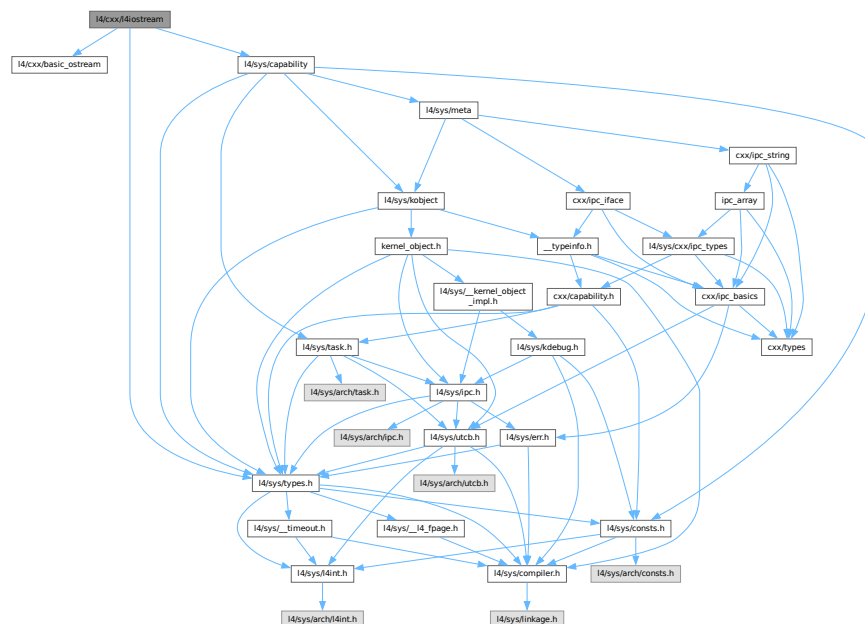 l4/cxx/l4iostream
l4/cxx/basic_ostream
l4/sys/capability
l4/sys/meta
cxx/ipc_string
l4/sys/kobject
cxx/ipc_iface
ipc_array
kernel_object.h
__typeinfo.h
l4/sys/cxx/ipc_types
l4/sys/__kernel_object
_impl.h
cxx/capability.h
cxx/ipc_basics
l4/sys/task.h
l4/sys/kdebug.h
cxx/types
l4/sys/arch/task.h
l4/sys/ipc.h
l4/sys/arch/ipc.h
l4/sys/utcb.h
l4/sys/err.h
l4/sys/types.h
l4/sys/arch/utcb.h
l4/sys/__timeout.h
l4/sys/__l4_fpage.h
l4/sys/consts.h
l4/sys/l4int.h
l4/sys/compiler.h
l4/sys/arch/consts.h
l4/sys/arch/l4int.h
l4/sys/linkage.h